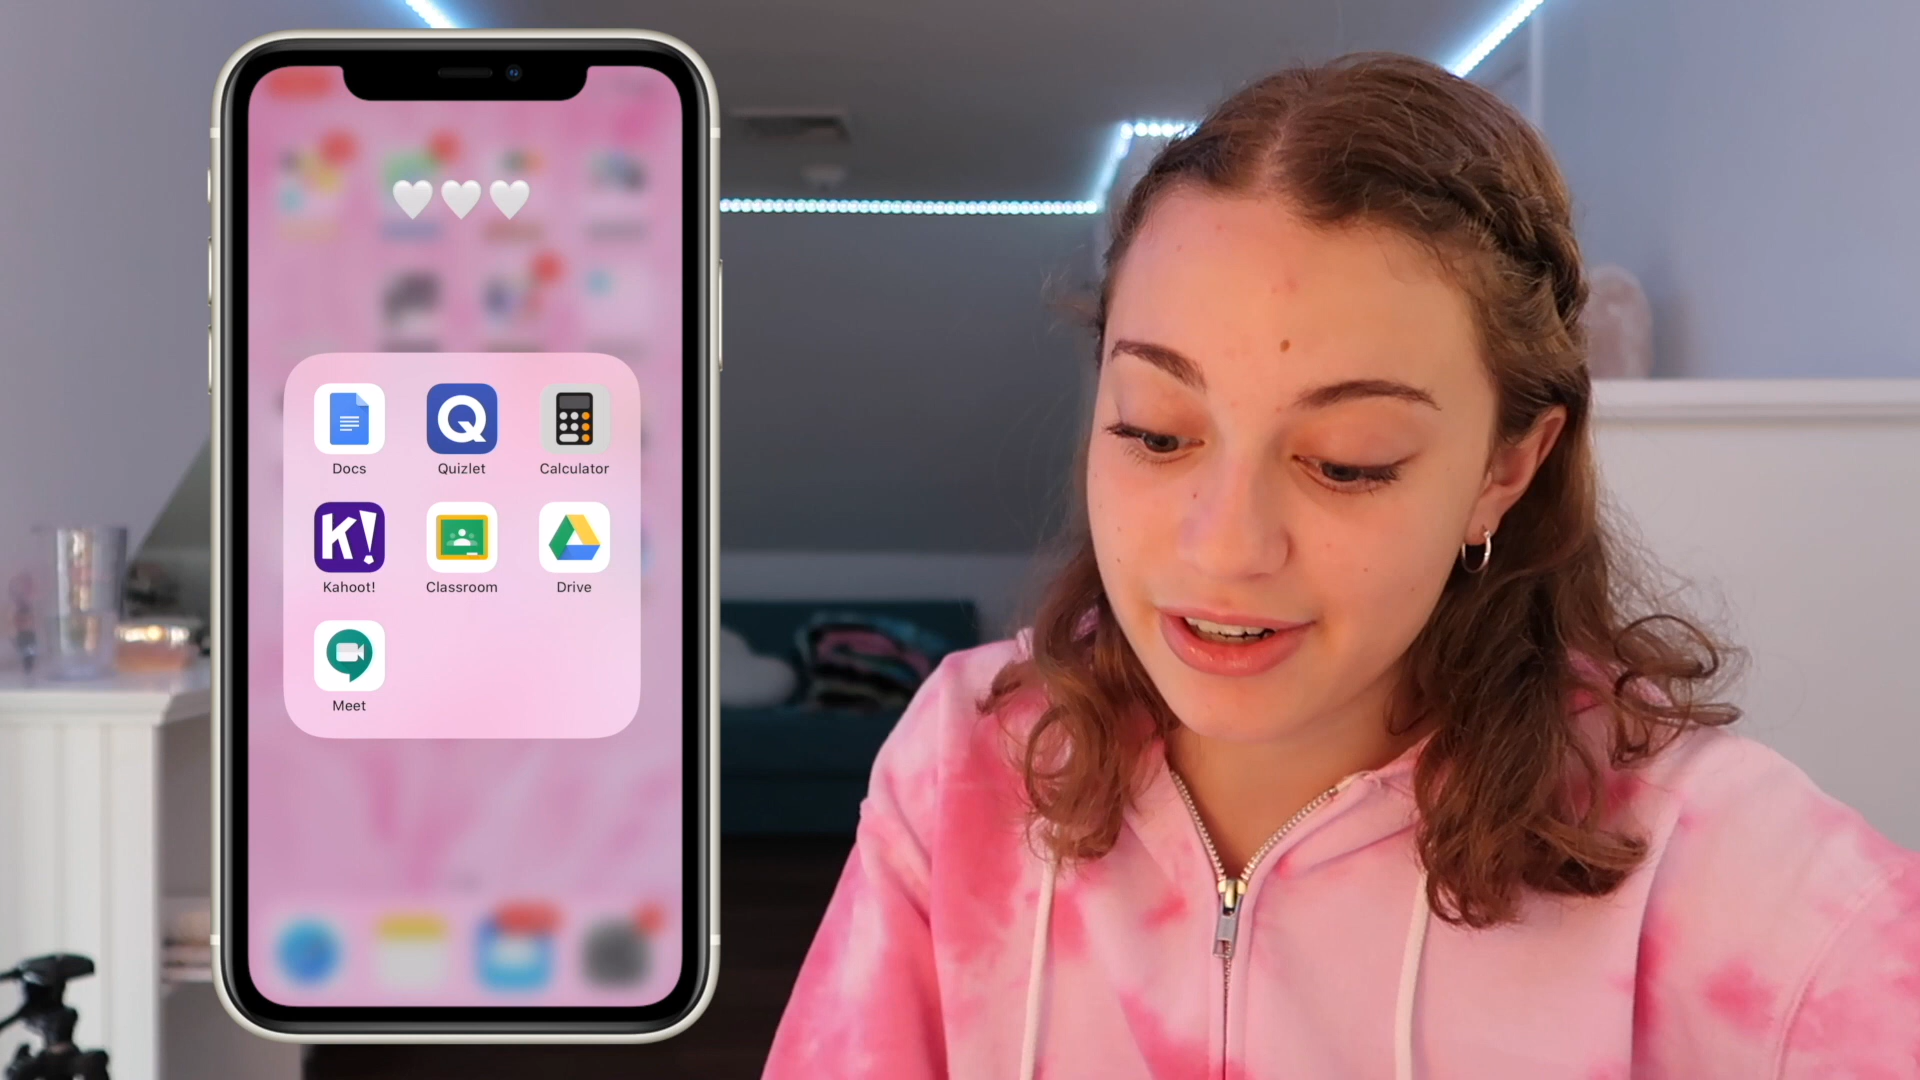 🤍🤍🤍
Docs Quizlet Calculator
K!
Kahoot! Classroom Drive
Meet